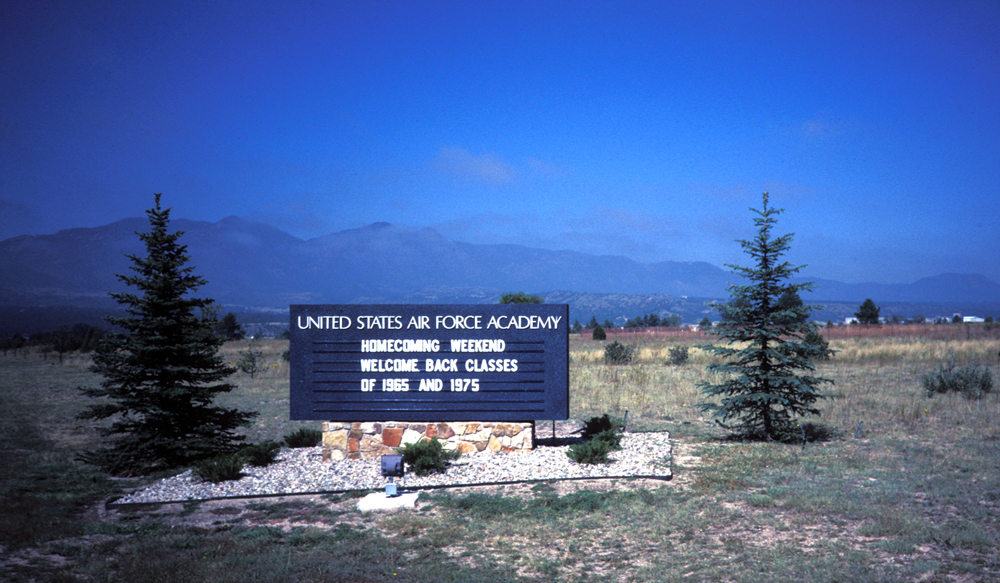 UNITED STATES AIR FORCE ACADEMY
HOMECOMING WEEKEND
WELCOME BACK CLASSES
OF 1965 AND 1975